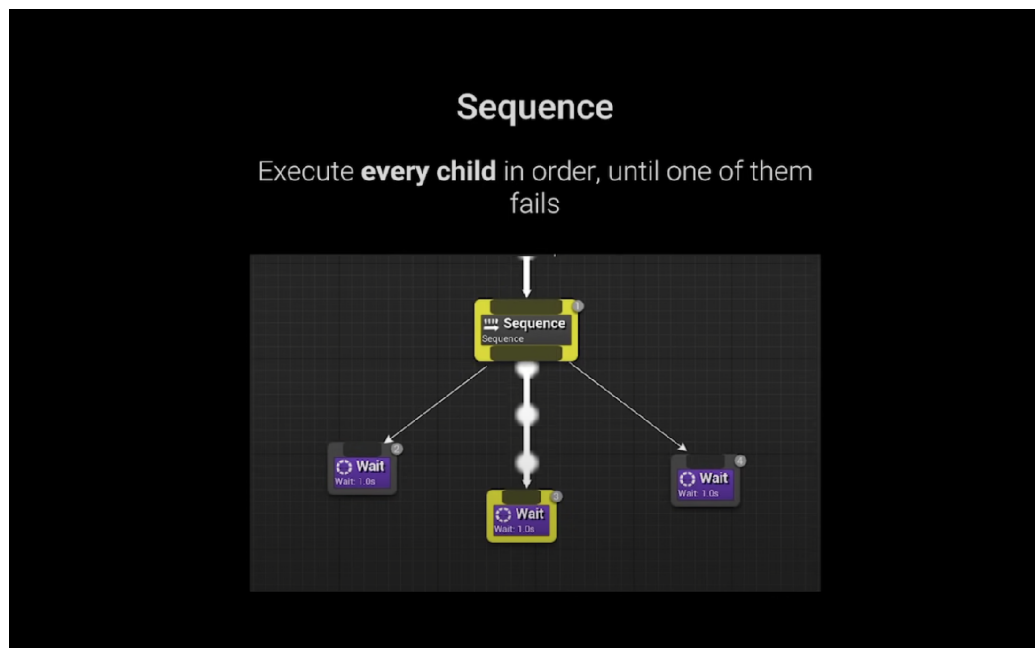 Sequence
Execute every child in order, until one of them
fails
1
Sequence
Sequence
2
Wait
Wait: 1.0s
3
Wait
Wait: 1.0s
4
Wait
Wait: 1.0s